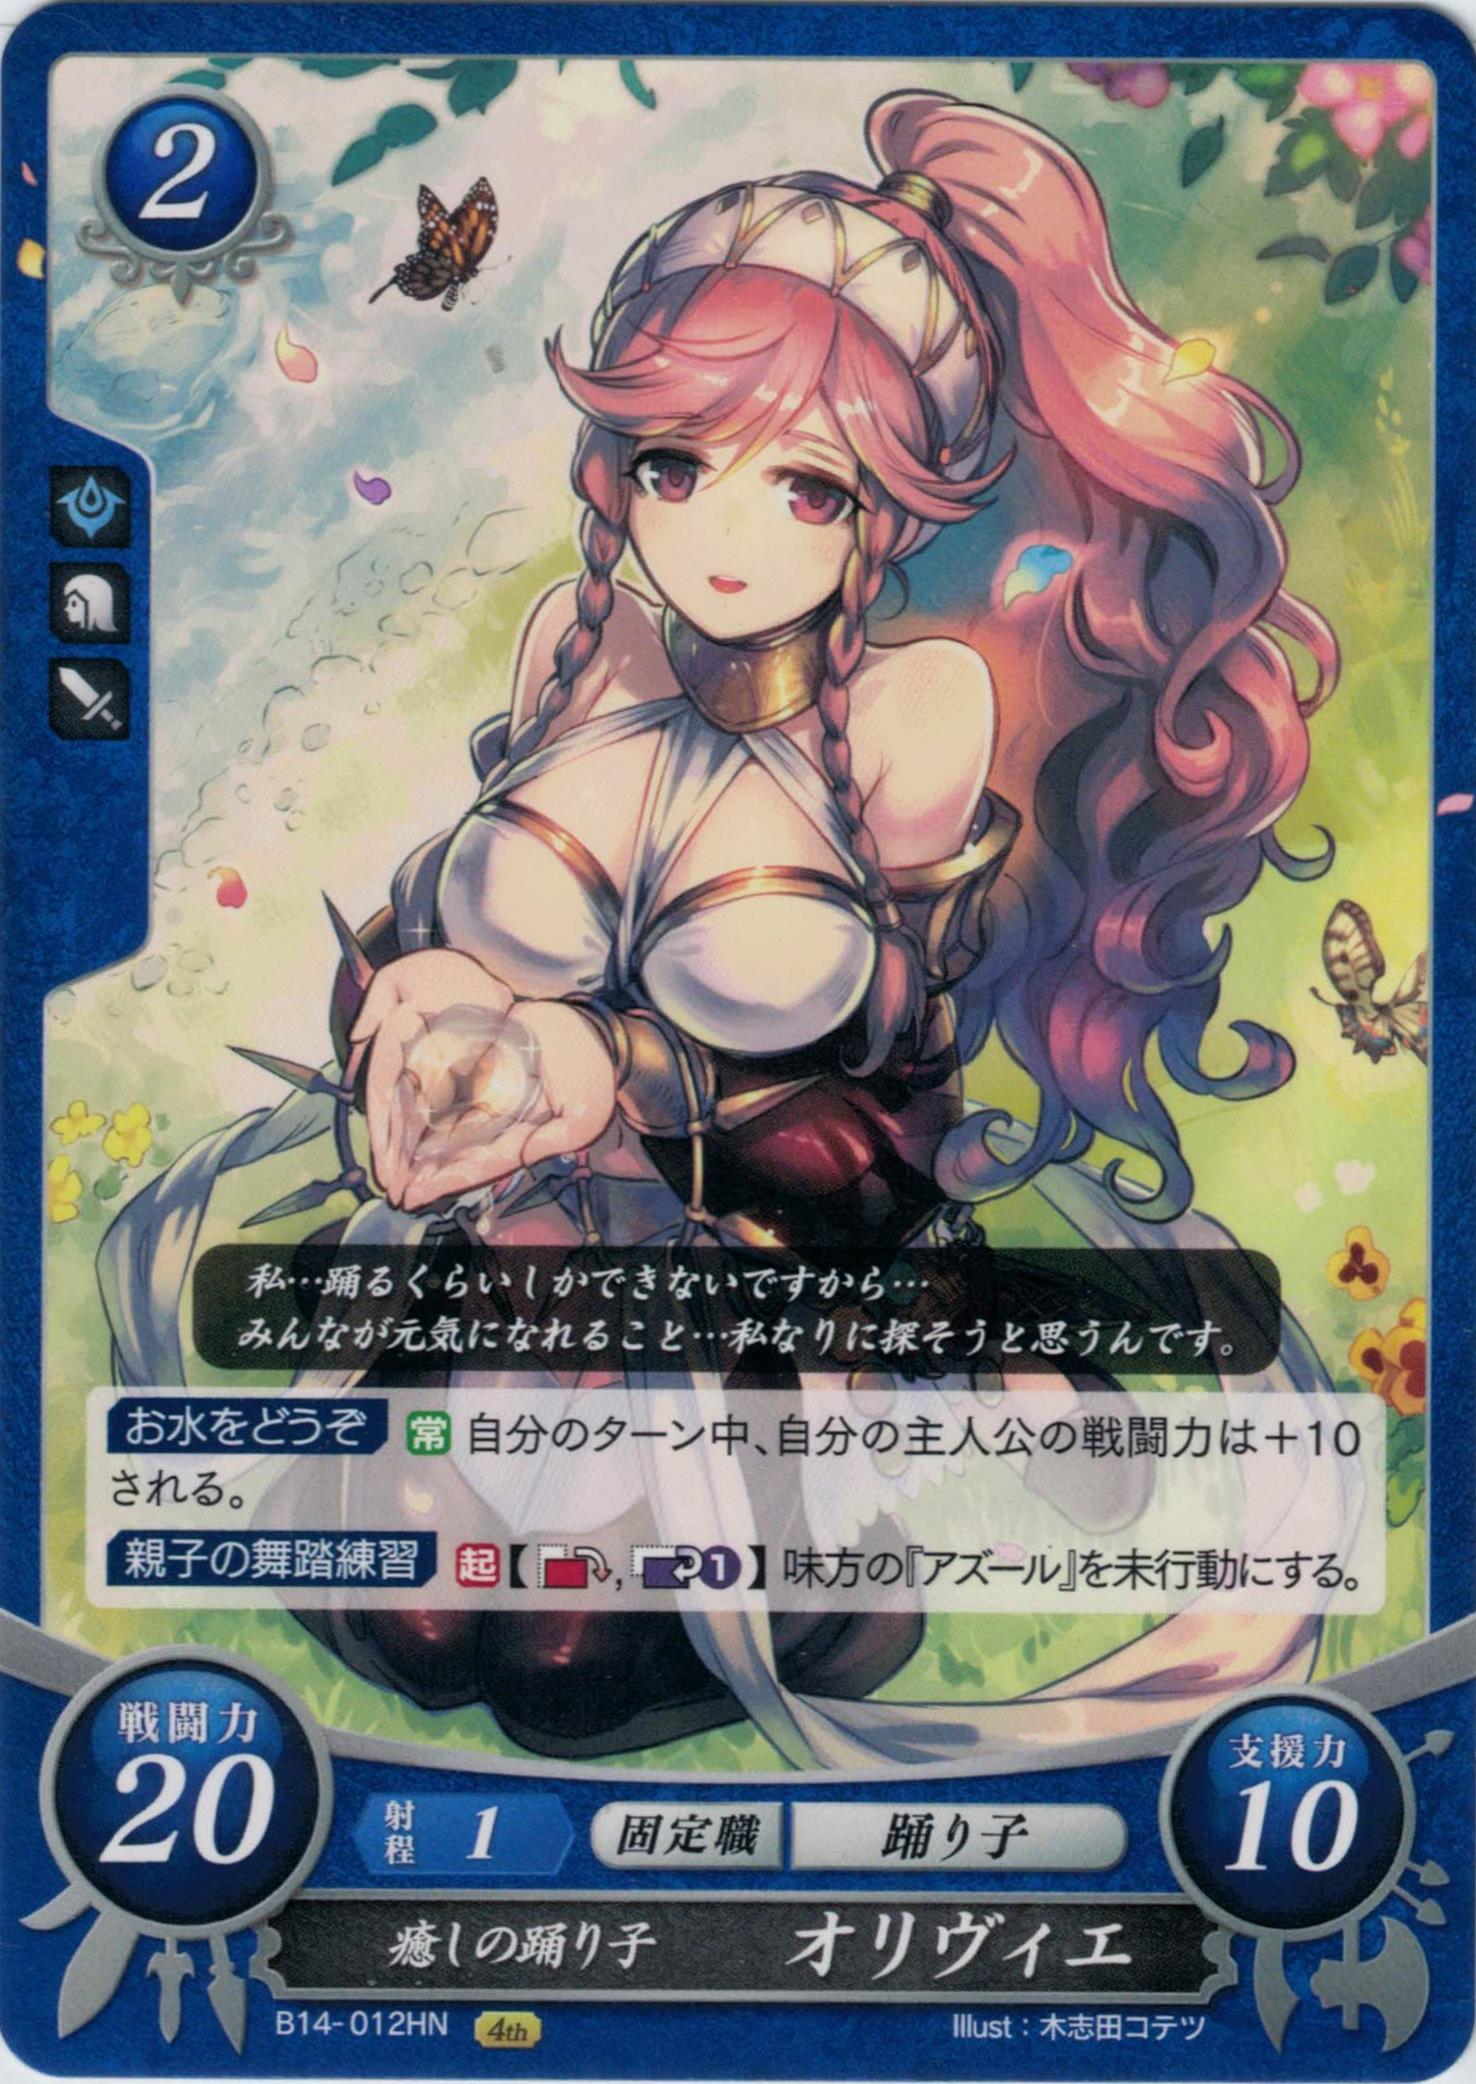 2
私…踊るくらいしかできないですから…
みんなが元気になれること…私なりに探そうと思うんです。
お水をどうぞ 常 自分のターン中、自分の主人公の戦闘力は＋10
される。
親子の舞踏練習 起【 , 1】味方の『アズール』を未行動にする。
戦闘力
20
射程 1
固定職 踊り子
支援力
10
癒しの踊り子 オリヴィエ
B14-012HN 4th Illust：木志田コテツ